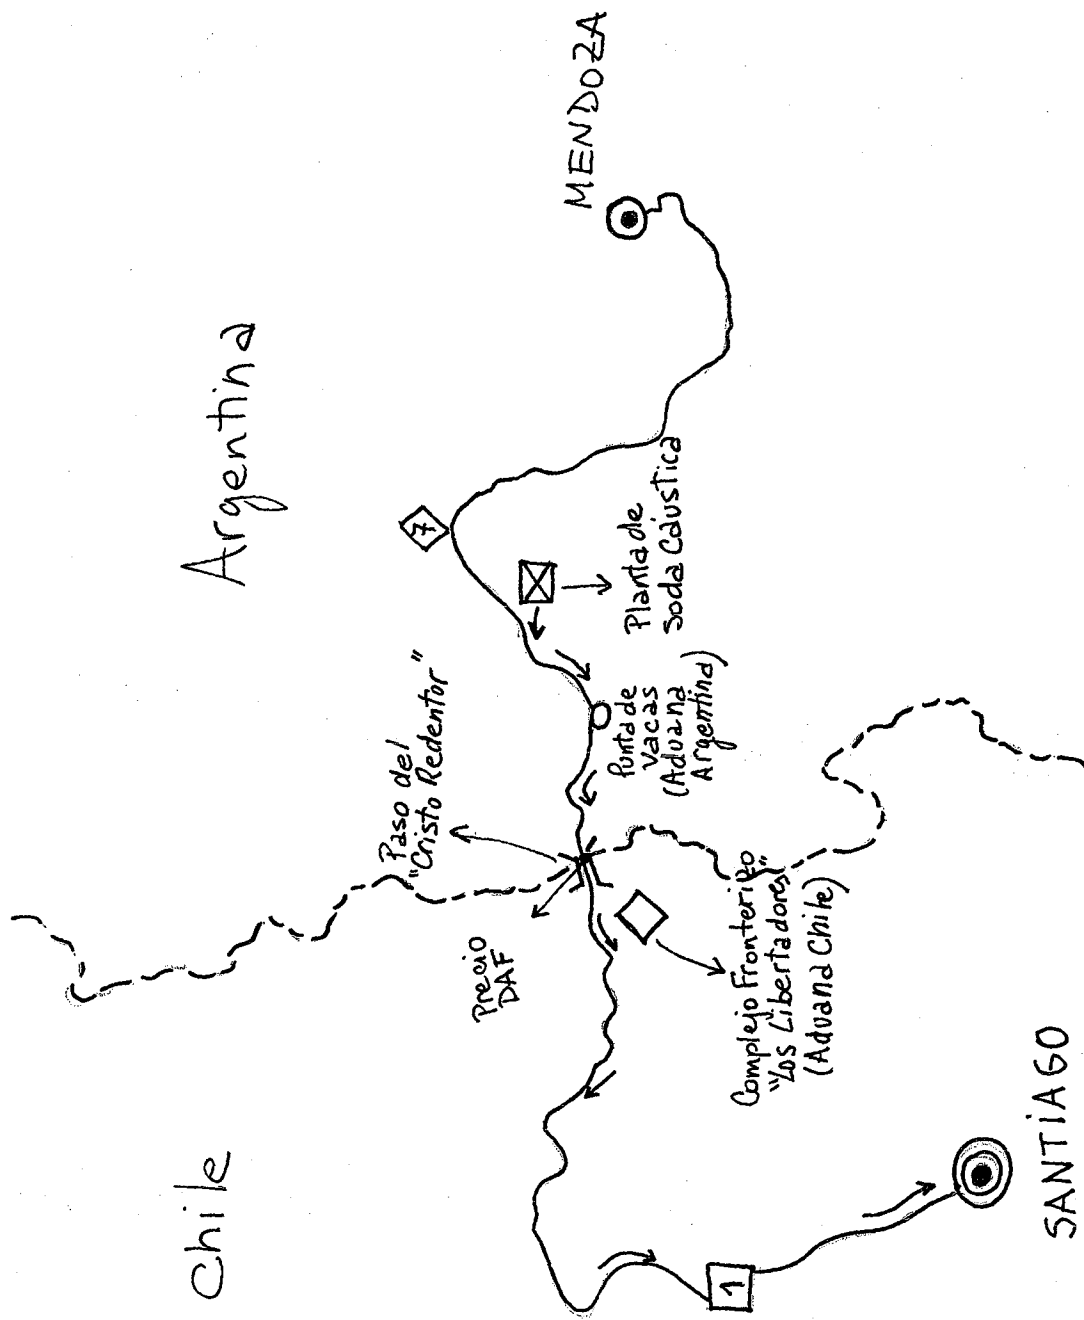 Chile
Argentina
Paso del
"Cristo Redentor"
7
Precio
DAF
MENDOZA
Planta de
Soda Caústica
Punta de
Vacas
(Aduana
Argentina)
Complejo Fronterizo
"Los Libertadores"
(Aduana Chile)
1
SANTiAGO